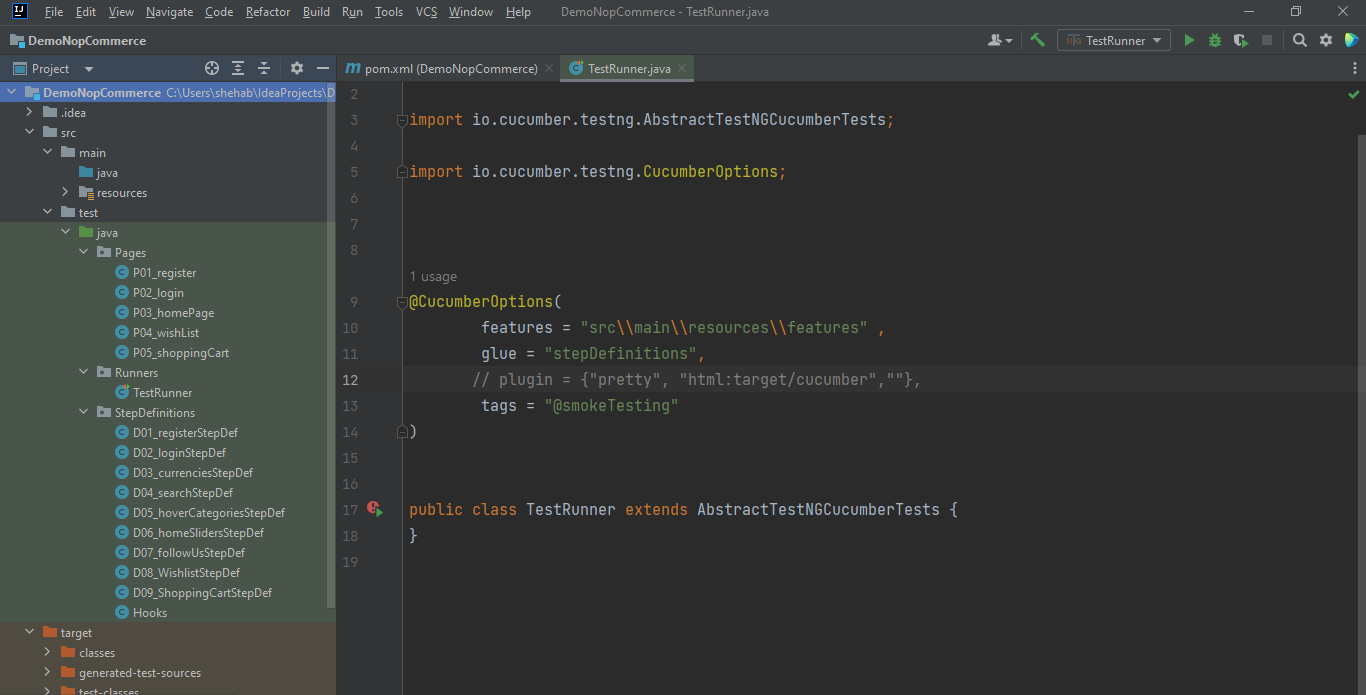 IJ File Edit View Navigate Code Refactor Build Run Tools VCS Window Help DemoNopCommerce - TestRunner.java
DemoNopCommerce
TestRunner
Project
pom.xml (DemoNopCommerce)
TestRunner.java
DemoNopCommerce C:\Users\shehab\IdeaProjects\D
.idea
src
main
java
resources
test
java
Pages
P01_register
P02_login
P03_homePage
P04_wishList
P05_shoppingCart
Runners
TestRunner
StepDefinitions
D01_registerStepDef
D02_loginStepDef
D03_currenciesStepDef
D04_searchStepDef
D05_hoverCategoriesStepDef
D06_homeSlidersStepDef
D07_followUsStepDef
D08_WishlistStepDef
D09_ShoppingCartStepDef
Hooks
target
classes
generated-test-sources
test-classes
2
3 import io.cucumber.testng.AbstractTestNGCucumberTests;
4
5 import io.cucumber.testng.CucumberOptions;
6
7
8
1 usage
9 @CucumberOptions(
10 features = "src\\main\\resources\\features" ,
11 glue = "stepDefinitions",
12 // plugin = {"pretty", "html:target/cucumber",""},
13 tags = "@smokeTesting"
14 )
15
16
17 public class TestRunner extends AbstractTestNGCucumberTests {
18 }
19